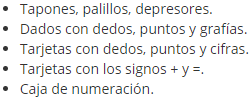 • Tapones, palillos, depresores.
• Dados con dedos, puntos y grafías.
• Tarjetas con dedos, puntos y cifras.
• Tarjetas con los signos + y =.
• Caja de numeración.